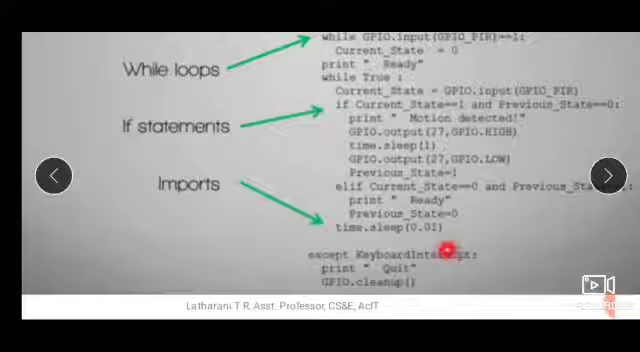 while GPIO.input(GPIO_PIR)==1:
Current_State = 0
print " Ready"
while True :
Current_State = GPIO.input(GPIO_PIR)
if Current_State==1 and Previous_State==0:
print " Motion detected!"
GPIO.output(27,GPIO.HIGH)
time.sleep(1)
GPIO.output(27,GPIO.LOW)
Previous_State=1
elif Current_State==0 and
print " Ready"
Previous_State=0
time.sleep(0.01)
except
print " Quit"
GPIO.cleanup()
While loops
If statements
Imports
Latharani T R, Asst. Professor, CS&E, AcIT